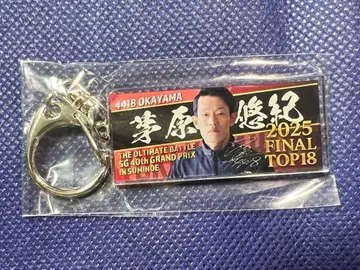 4418 OKAYAMA
茅原 悠紀
THE ULTIMATE BATTLE
SG 40th GRAND PRIX
IN SUMINOE
2025
FINAL
TOP18